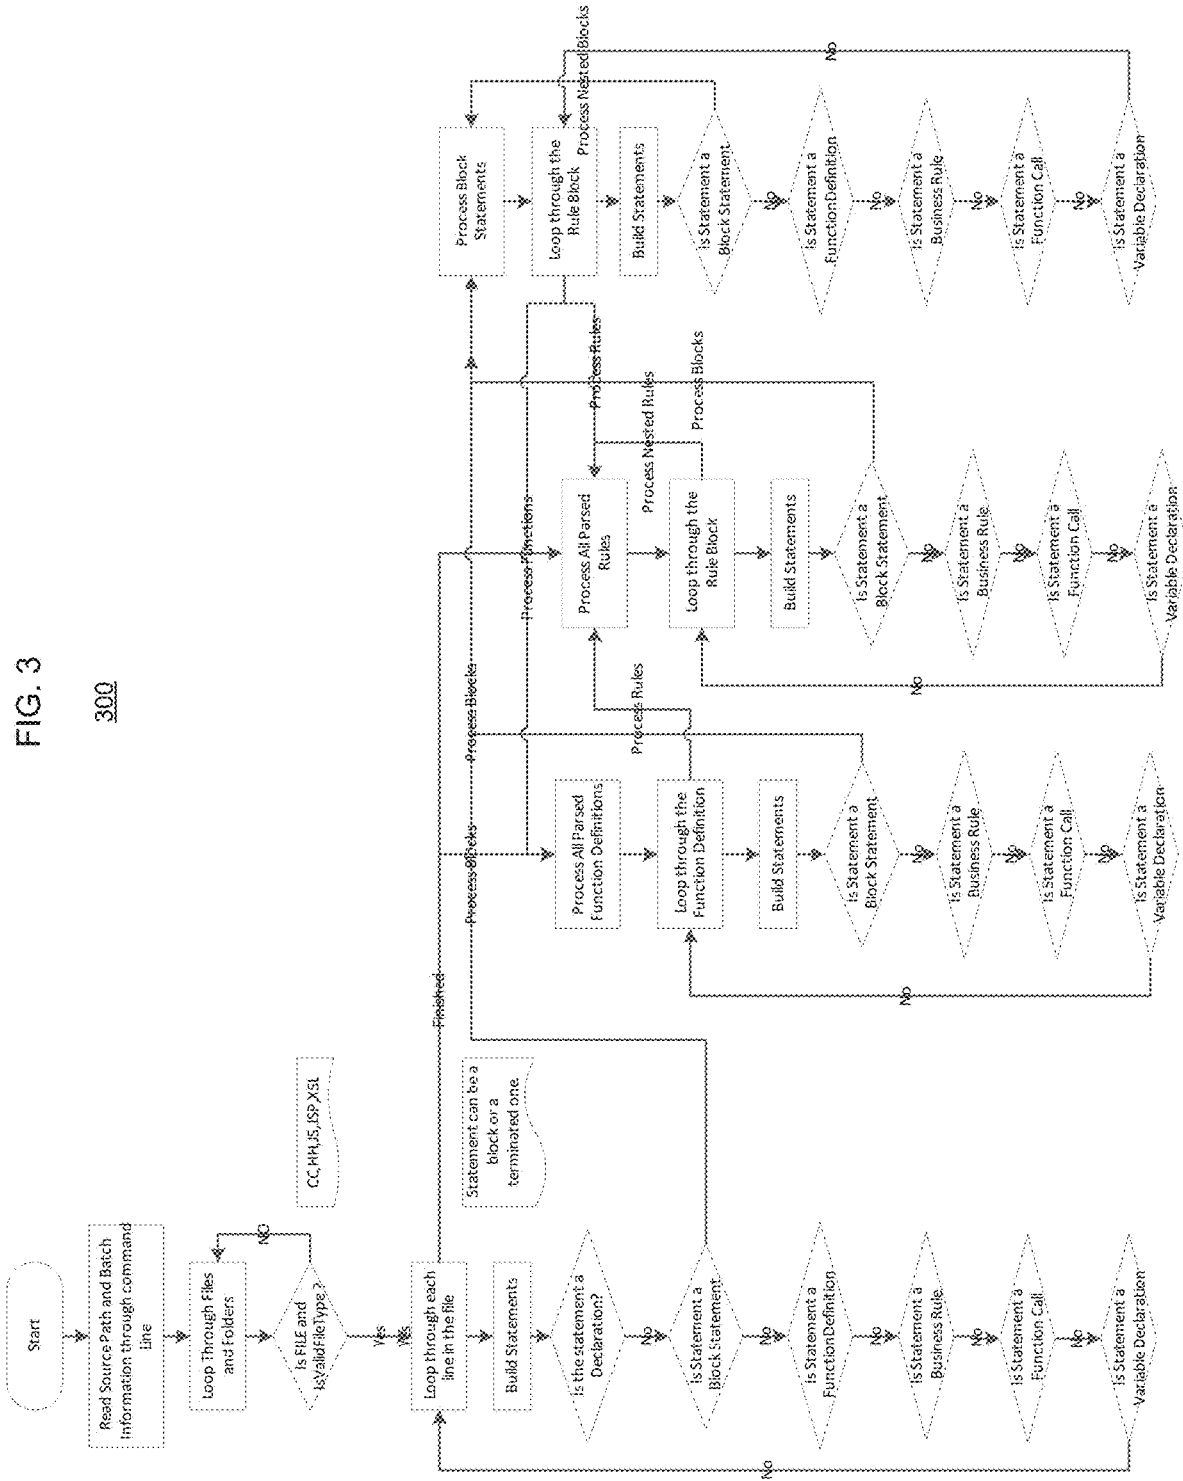 FIG. 3
300
Start
Read Source Path and Batch
Information through command
line
Loop Through Files
and Folders
NO
Is FILE and
IsValidFileType?
CC,HH,JS,JSP,XSL
Yes
Yes
Loop through each
line in the file
Finished
Build Statements
Statement can be a
block or a
terminated one.
Is the statement a
Declaration?
No
Is Statement a
Block Statement
No
Is Statement a
FunctionDefinition
No
Is Statement a
Business Rule.
No
Is Statement a
Function Call
No
Is Statement a
Variable Declaration
No
Process Blocks
Process All Parsed
Function Definitions
Loop through the
Function Definition
Process Rules
Build Statements
Is Statement a
Block Statement
No
Is Statement a
Business Rule
No
Is Statement a
Function Call
No
Is Statement a
Variable Declaration
No
Process Blocks
Process Functions
Process All Parsed
Rules
Process Nested Rules
Loop through the
Rule Block
Build Statements
Is Statement a
Block Statement
No
Is Statement a
Business Rule.
No
Is Statement a
Function Call
No
Is Statement a
Variable Declaration
No
Process Blocks
Process Rules
Process Block
Statements
Loop through the
Rule Block
Process Nested Blocks
Build Statements
Is Statement a
Block Statement
No
Is Statement a
FunctionDefinition
No
Is Statement a
Business Rule
No
Is Statement a
Function Call
No
Is Statement a
Variable Declaration
No